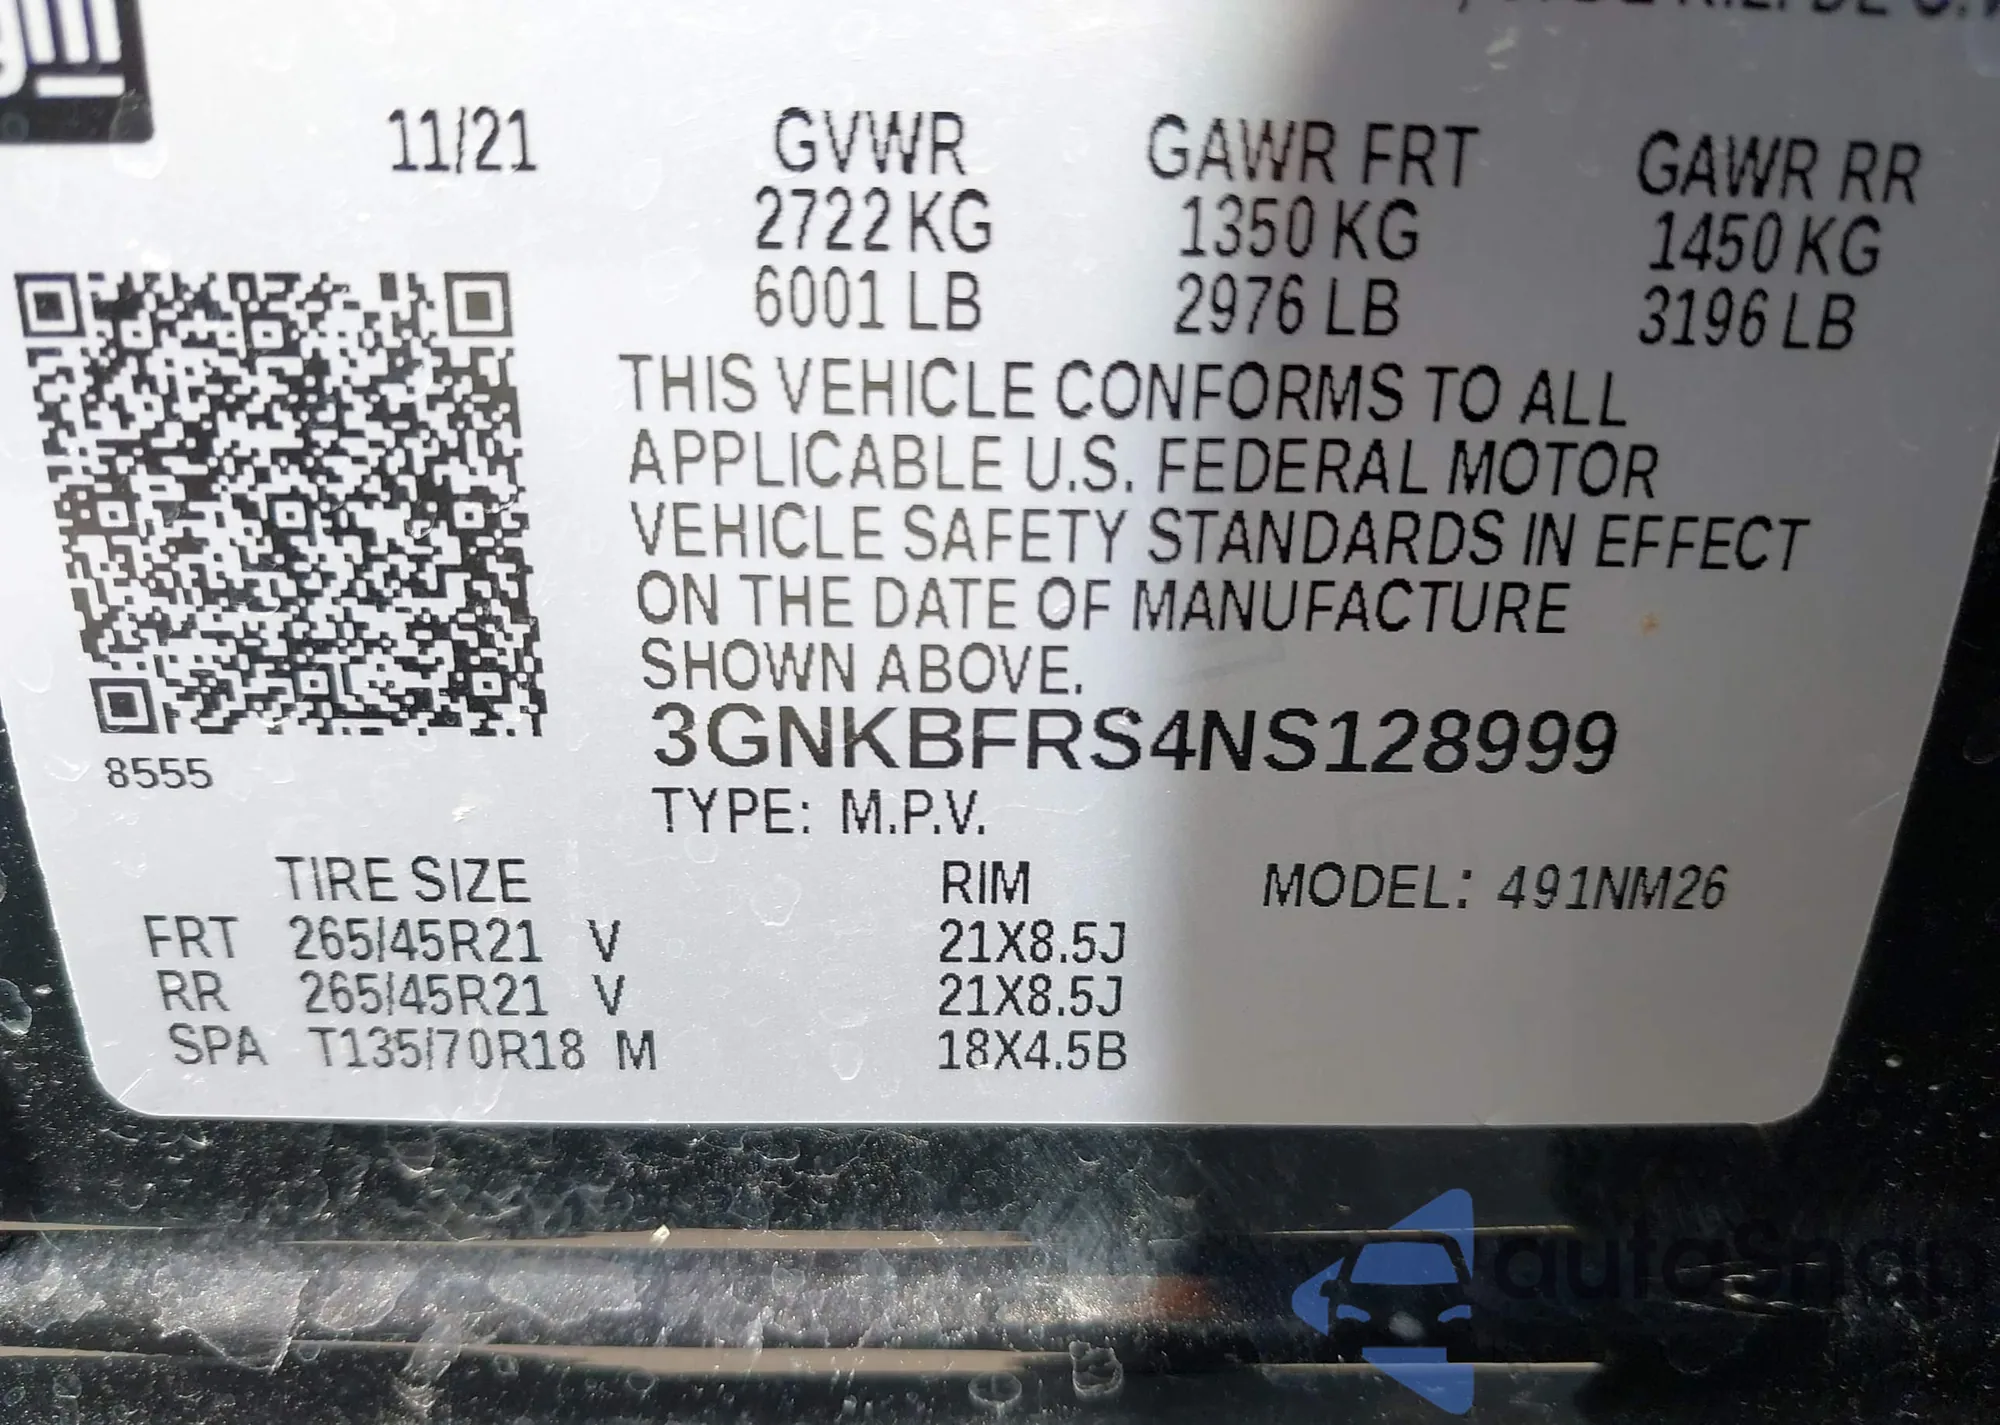 gm
11/21 GVWR GAWR FRT GAWR RR
2722 KG 1350 KG 1450 KG
6001 LB 2976 LB 3196 LB
THIS VEHICLE CONFORMS TO ALL
APPLICABLE U.S. FEDERAL MOTOR
VEHICLE SAFETY STANDARDS IN EFFECT
ON THE DATE OF MANUFACTURE
SHOWN ABOVE.
3GNKBFRS4NS128999
8555
TYPE: M.P.V.
TIRE SIZE RIM MODEL: 491NM26
FRT 265/45R21 V 21X8.5J
RR 265/45R21 V 21X8.5J
SPA T135/70R18 M 18X4.5B
autosnap